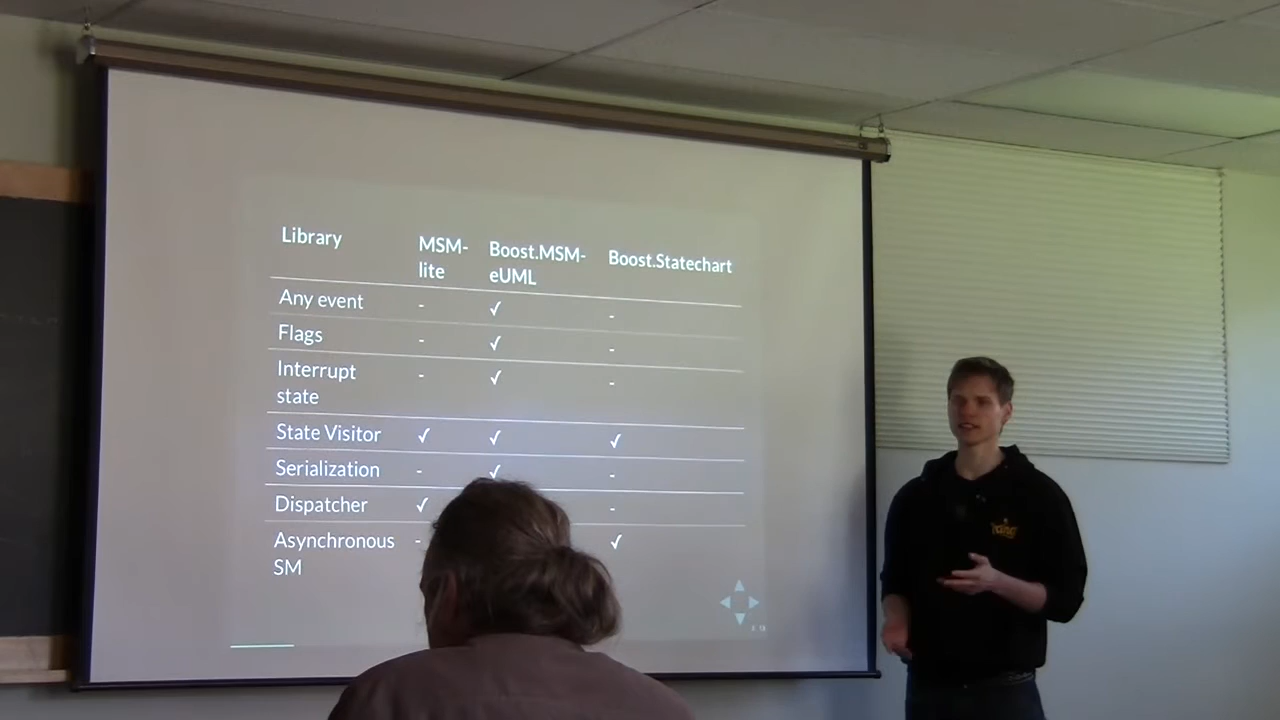 Library MSM-lite Boost.MSM-eUML Boost.Statechart
Any event - ✓ -
Flags - ✓ -
Interrupt state - ✓ -
State Visitor ✓ ✓ ✓
Serialization - ✓ -
Dispatcher ✓ -
Asynchronous SM - ✓
King